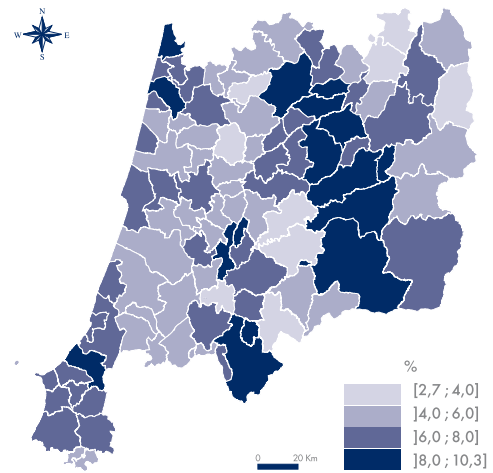 N
W E
S
%
[2,7 ; 4,0]
]4,0 ; 6,0]
]6,0 ; 8,0]
]8,0 ; 10,3]
0 20 Km